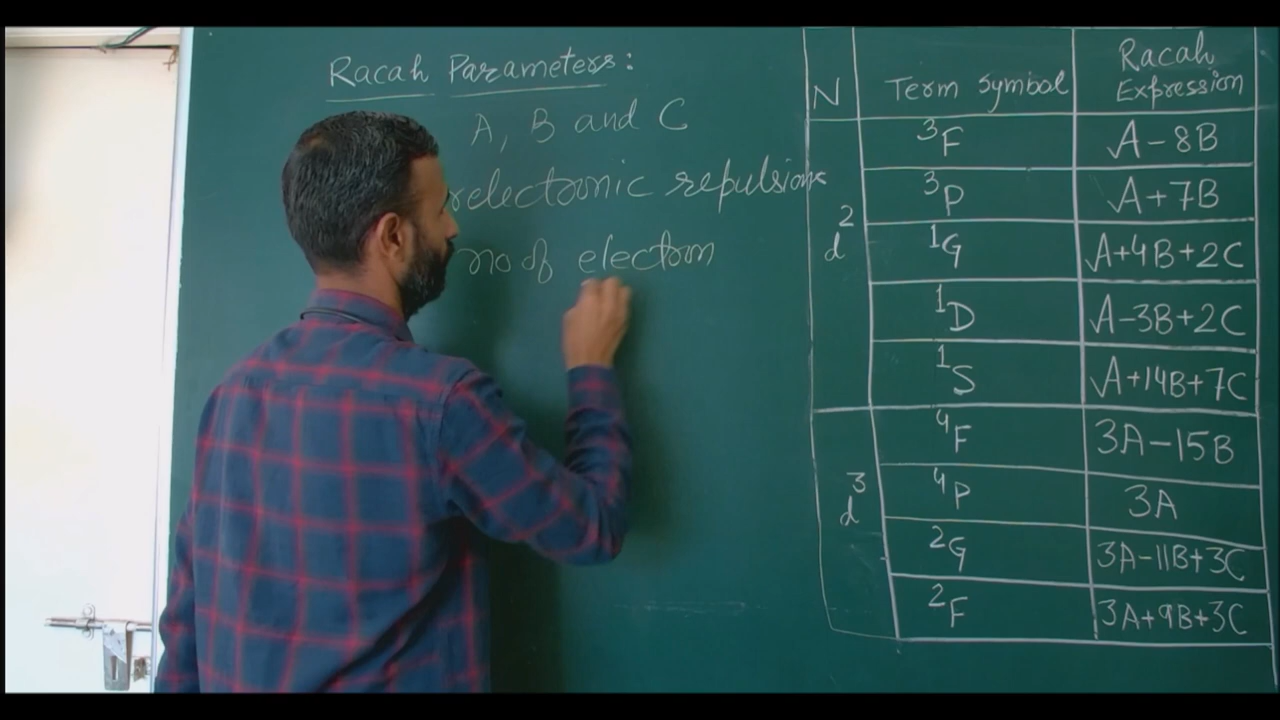 Racah Parameters:
A, B and C
relectronic repulsions
no of electron
N Term Symbol Racah Expression
d² ³F A-8B
³P A+7B
¹G A+4B+2C
¹D A-3B+2C
¹S A+14B+7C
d³ ⁴F 3A-15B
⁴P 3A
²G 3A-11B+3C
²F 3A+9B+3C